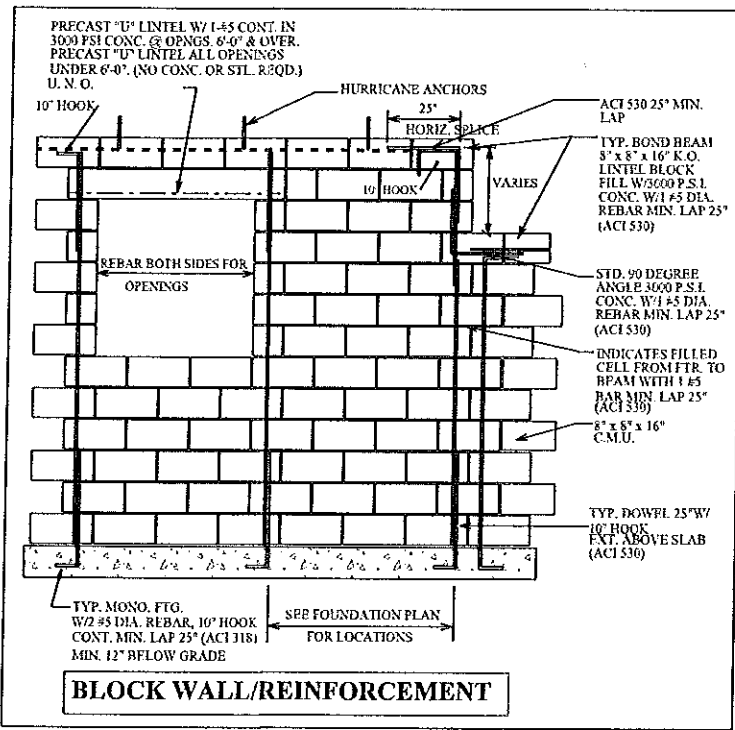 PRECAST "U" LINTEL W/ 1-#5 CONT. IN
3000 PSI CONC. @ OPNGS. 6'-0" & OVER.
PRECAST "U" LINTEL ALL OPENINGS
UNDER 6'-0". (NO CONC. OR STL. REQD.)
U. N. O.
10" HOOK
HURRICANE ANCHORS
25"
HORIZ. SPLICE
10" HOOK
VARIES
ACI 530 25" MIN.
LAP
TYP. BOND BEAM
8" x 8" x 16" K.O.
LINTEL BLOCK
FILL W/3000 P.S.I.
CONC. W/1 #5 DIA.
REBAR MIN. LAP 25"
(ACI 530)
REBAR BOTH SIDES FOR
OPENINGS
STD. 90 DEGREE
ANGLE 3000 P.S.I.
CONC. W/1 #5 DIA.
REBAR MIN. LAP 25"
(ACI 530)
INDICATES FILLED
CELL FROM FTR. TO
BEAM WITH 1 #5
BAR MIN. LAP 25"
(ACI 530)
8" x 8" x 16"
C.M.U.
TYP. DOWEL 25" W/
10" HOOK
EXT. ABOVE SLAB
(ACI 530)
TYP. MONO. FTG.
W/2 #5 DIA. REBAR, 10" HOOK
CONT. MIN. LAP 25" (ACI 318)
MIN. 12" BELOW GRADE
SEE FOUNDATION PLAN
FOR LOCATIONS
BLOCK WALL/REINFORCEMENT